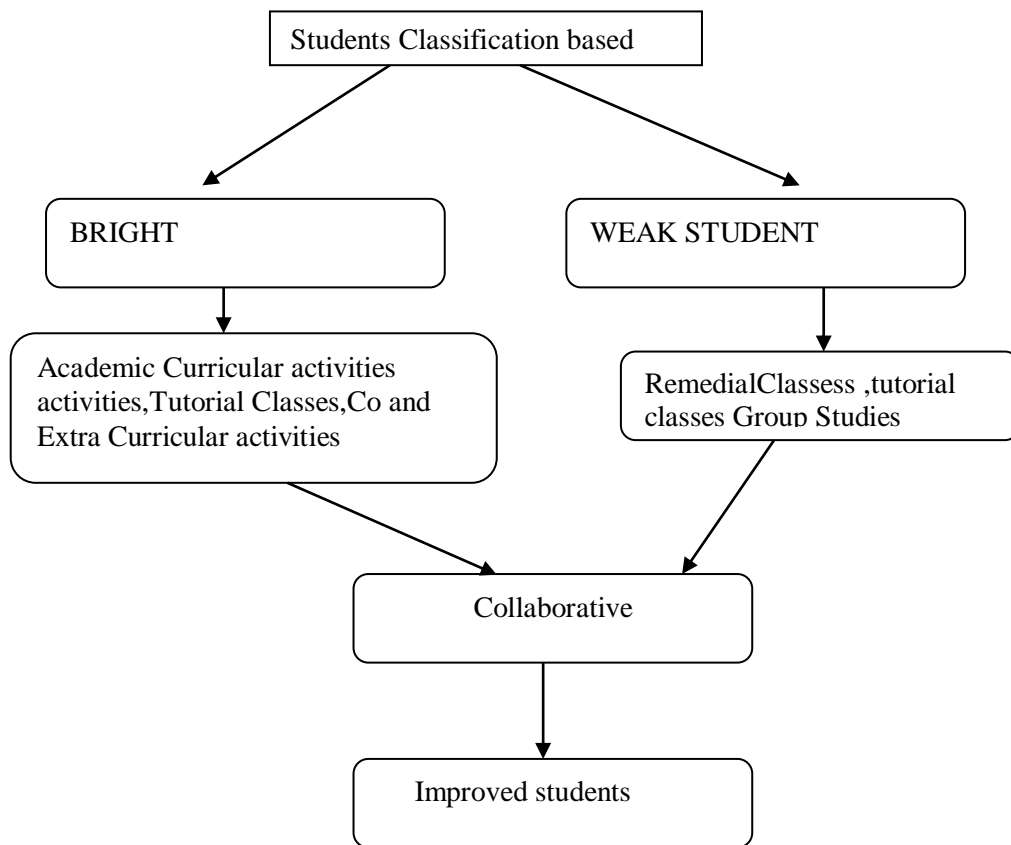 Students Classification based
BRIGHT
WEAK STUDENT
Academic Curricular activities
activities,Tutorial Classes,Co and
Extra Curricular activities
RemedialClassess ,tutorial
classes Group Studies
Collaborative
Improved students